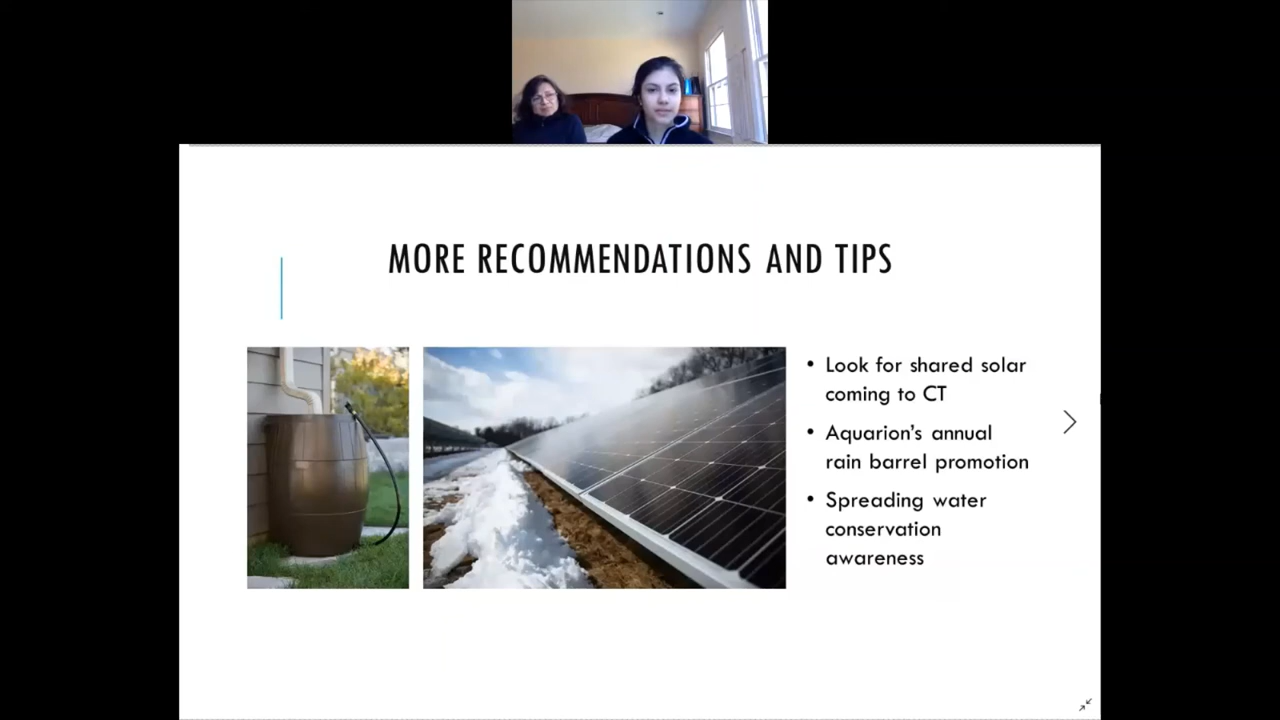 MORE RECOMMENDATIONS AND TIPS
• Look for shared solar
coming to CT
• Aquarion's annual
rain barrel promotion
• Spreading water
conservation
awareness